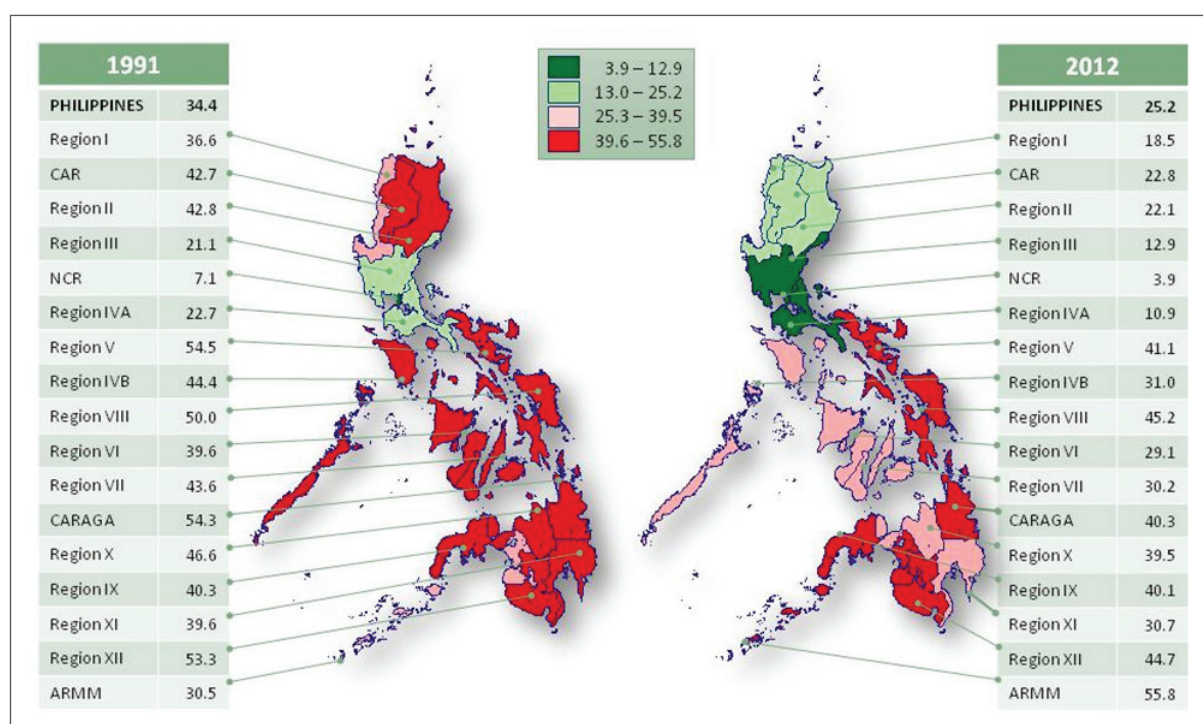 1991
PHILIPPINES 34.4
Region I 36.6
CAR 42.7
Region II 42.8
Region III 21.1
NCR 7.1
Region IVA 22.7
Region V 54.5
Region IVB 44.4
Region VIII 50.0
Region VI 39.6
Region VII 43.6
CARAGA 54.3
Region X 46.6
Region IX 40.3
Region XI 39.6
Region XII 53.3
ARMM 30.5
3.9 – 12.9
13.0 – 25.2
25.3 – 39.5
39.6 – 55.8
2012
PHILIPPINES 25.2
Region I 18.5
CAR 22.8
Region II 22.1
Region III 12.9
NCR 3.9
Region IVA 10.9
Region V 41.1
Region IVB 31.0
Region VIII 45.2
Region VI 29.1
Region VII 30.2
CARAGA 40.3
Region X 39.5
Region IX 40.1
Region XI 30.7
Region XII 44.7
ARMM 55.8